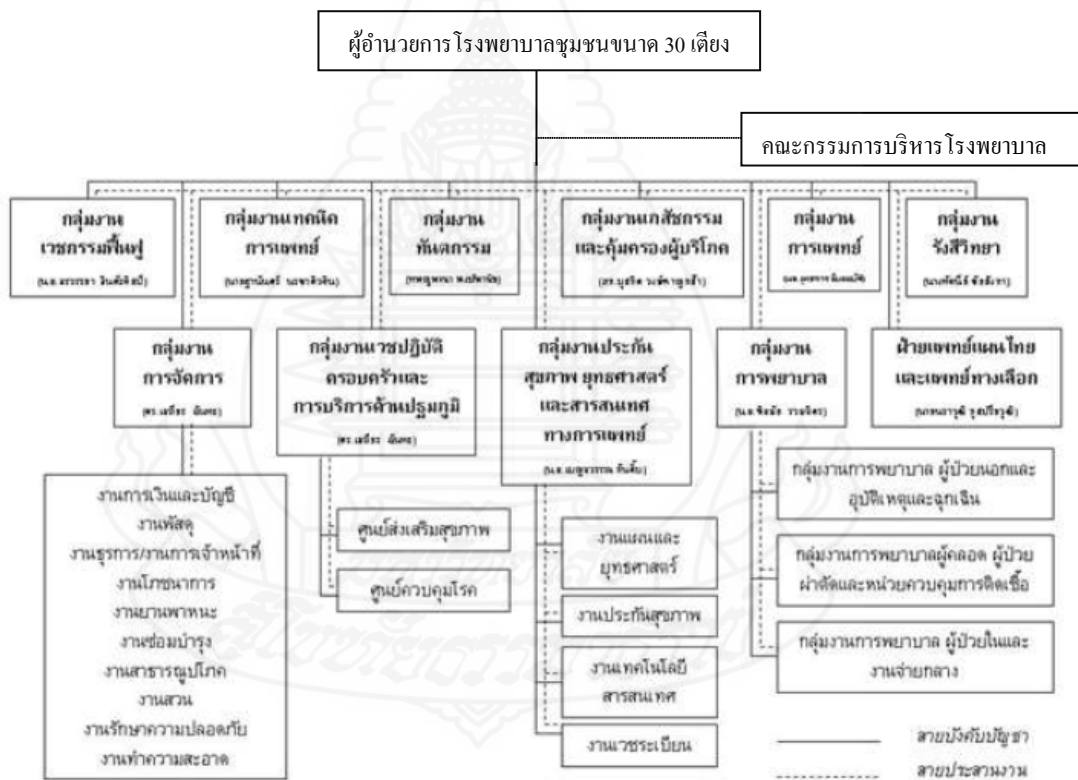 ผู้อำนวยการโรงพยาบาลชุมชนขนาด 30 เตียง
คณะกรรมการบริหารโรงพยาบาล
กลุ่มงาน
เวชกรรมฟื้นฟู
กลุ่มงานเทคนิค
การแพทย์
กลุ่มงาน
ทันตกรรม
กลุ่มงานเภสัชกรรม
และคุ้มครองผู้บริโภค
กลุ่มงาน
การแพทย์
กลุ่มงาน
รังสีวิทยา
กลุ่มงาน
การจัดการ
กลุ่มงานเวชปฏิบัติ
ครอบครัวและ
การบริการด้านปฐมภูมิ
กลุ่มงานประกัน
สุขภาพ ยุทธศาสตร์
และสารสนเทศ
ทางการแพทย์
กลุ่มงาน
การพยาบาล
ฝ่ายแพทย์แผนไทย
และแพทย์ทางเลือก
งานการเงินและบัญชี
งานพัสดุ
งานธุรการ/งานการเจ้าหน้าที่
งานโภชนาการ
งานยานพาหนะ
งานซ่อมบำรุง
งานสาธารณูปโภค
งานสวน
งานรักษาความปลอดภัย
งานทำความสะอาด
ศูนย์ส่งเสริมสุขภาพ
ศูนย์ควบคุมโรค
งานแผนและ
ยุทธศาสตร์
งานประกันสุขภาพ
งานเทคโนโลยี
สารสนเทศ
งานเวชระเบียน
กลุ่มงานการพยาบาล ผู้ป่วยนอกและ
อุบัติเหตุและฉุกเฉิน
กลุ่มงานการพยาบาลผู้คลอด ผู้ป่วย
ผ่าตัดและหน่วยควบคุมการติดเชื้อ
กลุ่มงานการพยาบาล ผู้ป่วยในและ
งานจ่ายกลาง
สายบังคับบัญชา
สายประสานงาน